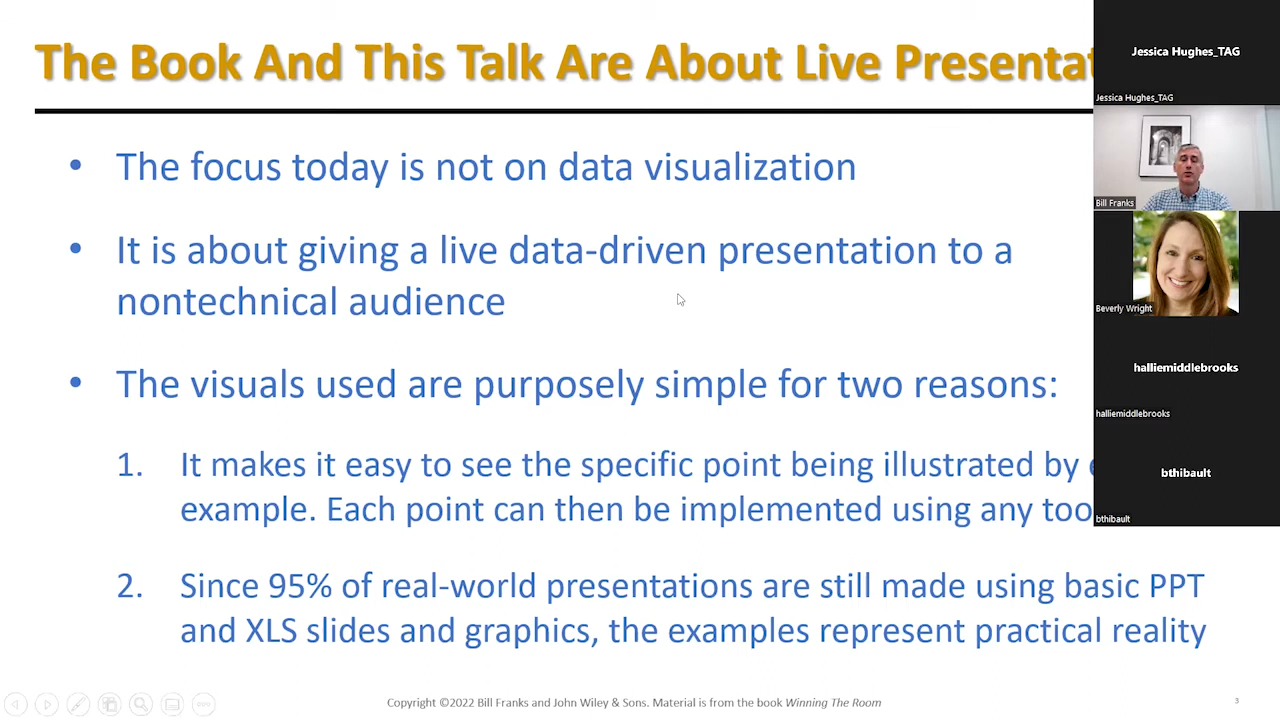 The Book And This Talk Are About Live Presentat
• The focus today is not on data visualization
• It is about giving a live data-driven presentation to a
nontechnical audience
• The visuals used are purposely simple for two reasons:
1. It makes it easy to see the specific point being illustrated by
example. Each point can then be implemented using any too
2. Since 95% of real-world presentations are still made using basic PPT
and XLS slides and graphics, the examples represent practical reality
Copyright ©2022 Bill Franks and John Wiley & Sons. Material is from the book Winning The Room
3
Jessica Hughes_TAG
Jessica Hughes_TAG
Bill Franks
Beverly Wright
halliemiddlebrooks
halliemiddlebrooks
bthibault
bthibault